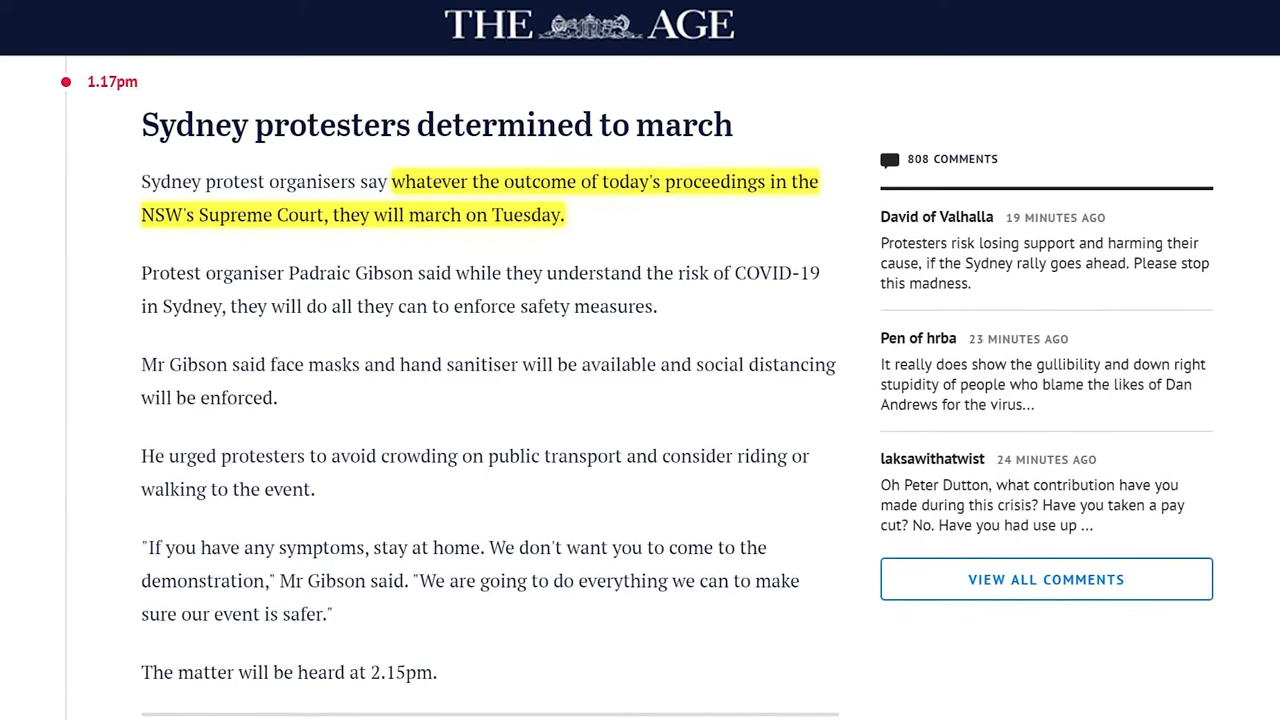 THE AGE
1.17pm
Sydney protesters determined to march
Sydney protest organisers say whatever the outcome of today's proceedings in the
NSW's Supreme Court, they will march on Tuesday.
Protest organiser Padraic Gibson said while they understand the risk of COVID-19
in Sydney, they will do all they can to enforce safety measures.
Mr Gibson said face masks and hand sanitiser will be available and social distancing
will be enforced.
He urged protesters to avoid crowding on public transport and consider riding or
walking to the event.
"If you have any symptoms, stay at home. We don't want you to come to the
demonstration," Mr Gibson said. "We are going to do everything we can to make
sure our event is safer."
The matter will be heard at 2.15pm.
808 COMMENTS
David of Valhalla 19 MINUTES AGO
Protesters risk losing support and harming their
cause, if the Sydney rally goes ahead. Please stop
this madness.
Pen of hrba 23 MINUTES AGO
It really does show the gullibility and down right
stupidity of people who blame the likes of Dan
Andrews for the virus...
laksawithatwist 24 MINUTES AGO
Oh Peter Dutton, what contribution have you
made during this crisis? Have you taken a pay
cut? No. Have you had use up ...
VIEW ALL COMMENTS